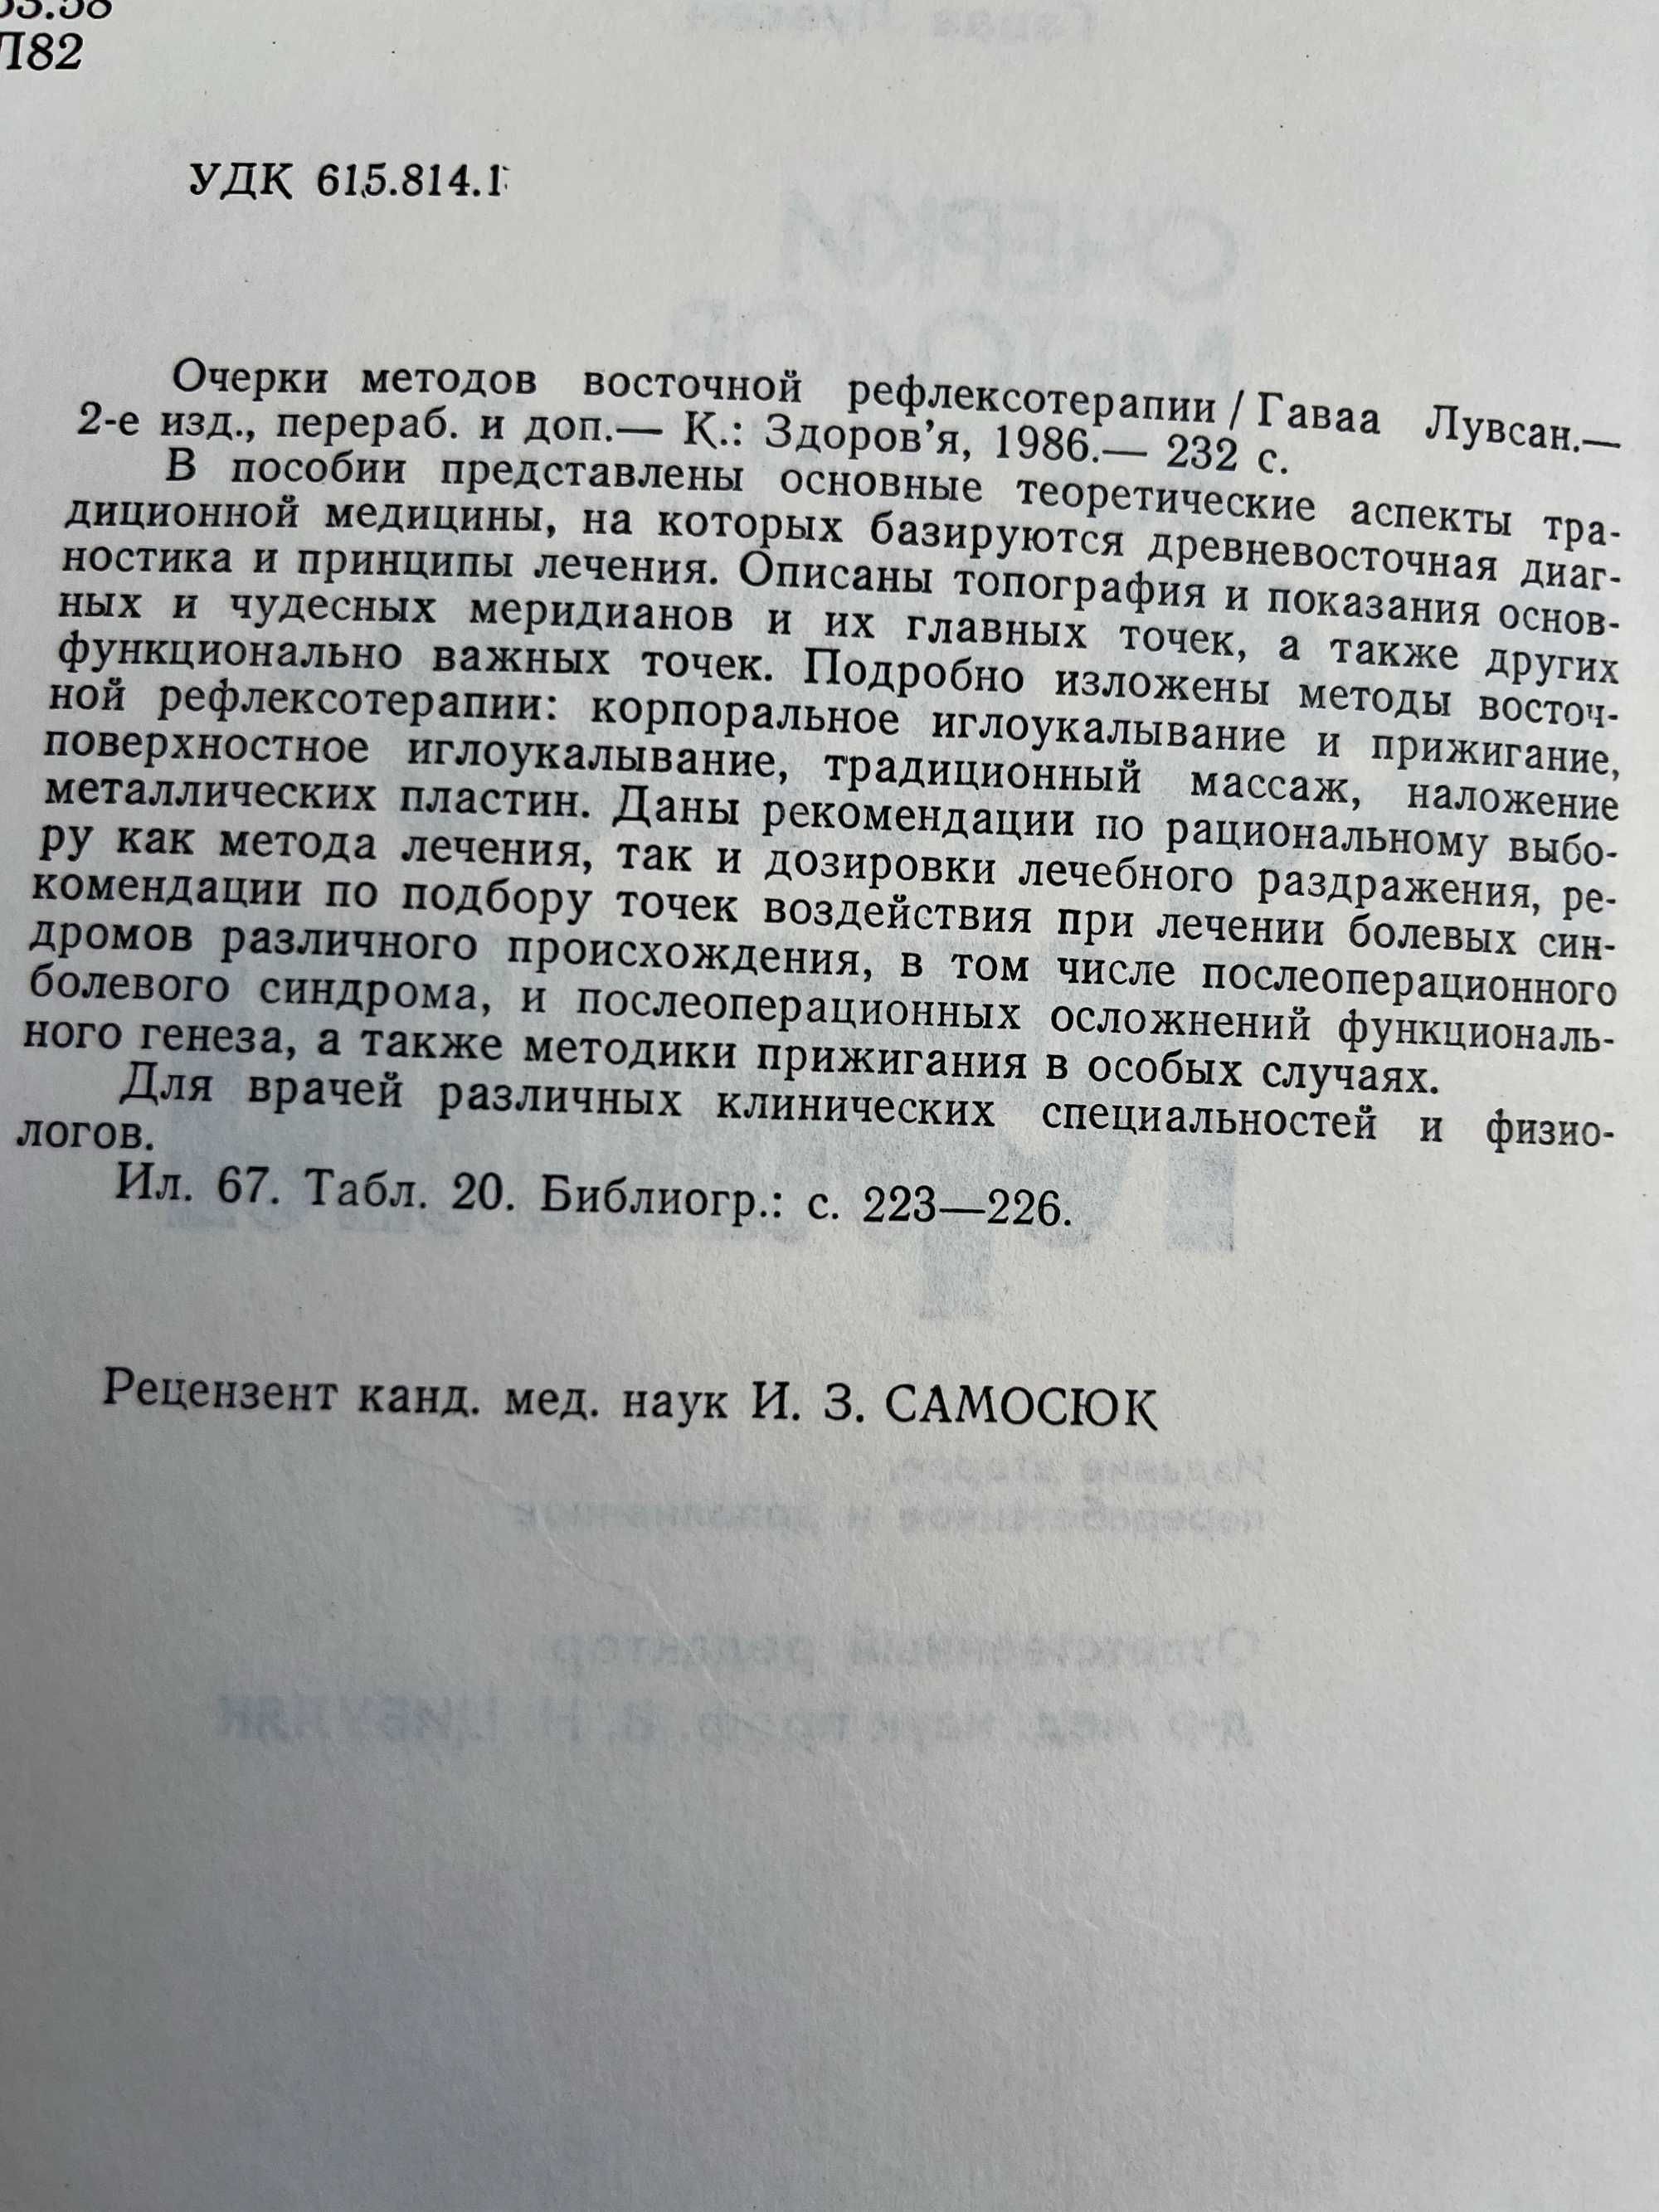 53.58
Л82
УДК 615.814.1
Очерки методов восточной рефлексотерапии / Гаваа Лувсан.—
2-е изд., перераб. и доп.— К.: Здоров’я, 1986.— 232 с.
В пособии представлены основные теоретические аспекты тра-
диционной медицины, на которых базируются древневосточная диаг-
ностика и принципы лечения. Описаны топография и показания основ-
ных и чудесных меридианов и их главных точек, а также других
функционально важных точек. Подробно изложены методы восточ-
ной рефлексотерапии: корпоральное иглоукалывание и прижигание,
поверхностное иглоукалывание, традиционный массаж, наложение
металлических пластин. Даны рекомендации по рациональному выбо-
ру как метода лечения, так и дозировки лечебного раздражения, ре-
комендации по подбору точек воздействия при лечении болевых син-
дромов различного происхождения, в том числе послеоперационного
болевого синдрома, и послеоперационных осложнений функциональ-
ного генеза, а также методики прижигания в особых случаях.
Для врачей различных клинических специальностей и физио-
логов.
Ил. 67. Табл. 20. Библиогр.: с. 223—226.
Рецензент канд. мед. наук И. З. САМОСЮК